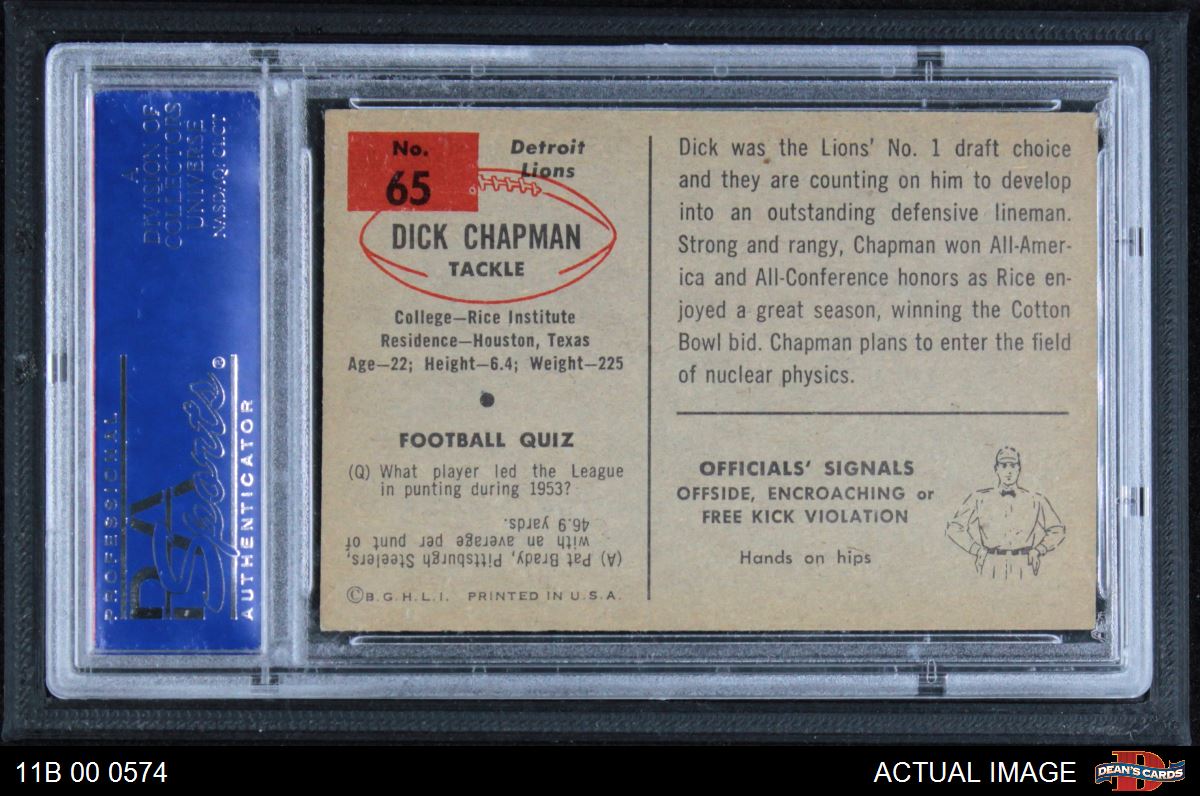 A
DIVISION OF
COLLECTORS
UNIVERSE
NASDAQ: CLCT
PROFESSIONAL
PSA
Sports®
AUTHENTICATOR
No.
65
Detroit
Lions
DICK CHAPMAN
TACKLE
College—Rice Institute
Residence—Houston, Texas
Age—22; Height—6.4; Weight—225
FOOTBALL QUIZ
(Q) What player led the League
in punting during 1953?
(A) Pat Brady, Pittsburgh Steelers,
with an average per punt of
46.9 yards.
©B.G.H.L.I. PRINTED IN U.S.A.
Dick was the Lions' No. 1 draft choice
and they are counting on him to develop
into an outstanding defensive lineman.
Strong and rangy, Chapman won All-Amer-
ica and All-Conference honors as Rice en-
joyed a great season, winning the Cotton
Bowl bid. Chapman plans to enter the field
of nuclear physics.
OFFICIALS' SIGNALS
OFFSIDE, ENCROACHING or
FREE KICK VIOLATION
Hands on hips
11B 00 0574
ACTUAL IMAGE
DEAN'S CARDS